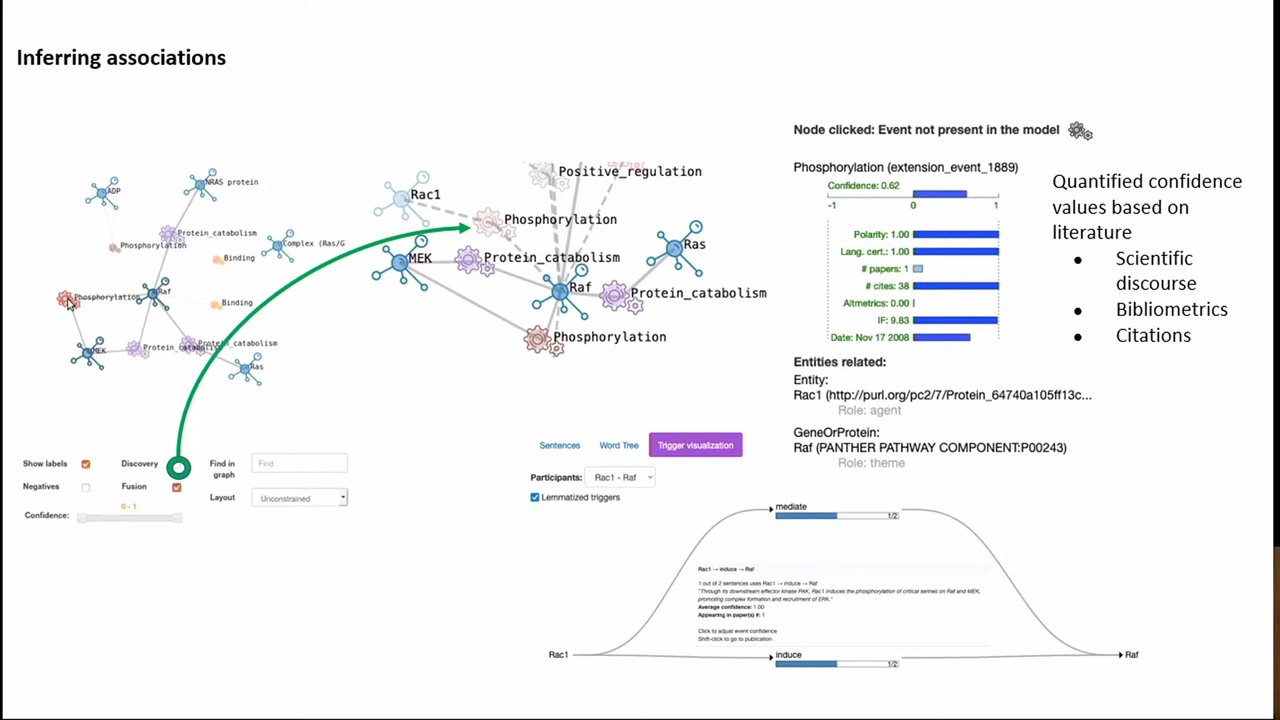 Inferring associations
ADP
NRAS protein
Protein_catabolism
Phosphorylation
Complex (Ras/G
Binding
Phosphorylation
Raf
Binding
MEK
Protein_catabolism
Protein_catabolism
Ras
Positive_regulation
Rac1
Phosphorylation
Ras
MEK
Protein_catabolism
Raf
Protein_catabolism
Phosphorylation
Node clicked: Event not present in the model
Phosphorylation (extension_event_1889)
Confidence: 0.62
-1 0 1
Polarity: 1.00
Lang. cert.: 1.00
# papers: 1
# cites: 38
Altmetrics: 0.00
IF: 9.83
Date: Nov 17 2008
Entities related:
Entity:
Rac1 (http://purl.org/pc2/7/Protein_64740a105ff13c...
Role: agent
GeneOrProtein:
Raf (PANTHER PATHWAY COMPONENT:P00243)
Role: theme
Quantified confidence
values based on
literature
● Scientific
discourse
● Bibliometrics
● Citations
Show labels Discovery Find in
graph Find
Negatives Fusion Layout Unconstrained
0 - 1
Confidence:
Sentences Word Tree Trigger visualization
Participants: Rac1 - Raf
Lemmatized triggers
mediate
1/2
Rac1 → induce → Raf
1 out of 2 sentences uses Rac1 → induce → Raf
"Through its downstream effector kinase PAK, Rac1 induces the phosphorylation of critical serines on Raf and MEK,
promoting complex formation and recruitment of ERK."
Average confidence: 1.00
Appearing in paper(s) #: 1
Click to adjust event confidence
Shift-click to go to publication
Rac1 induce Raf
1/2